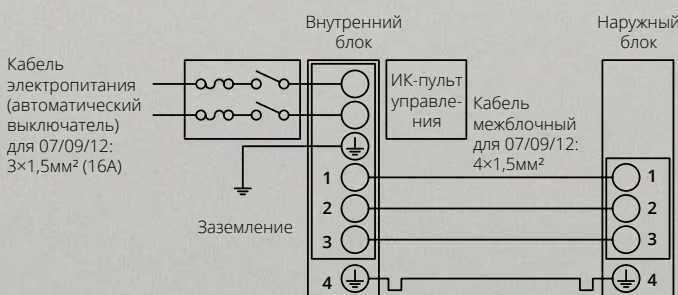 Внутренний
блок
Наружный
блок
Кабель
электропитания
(автоматический
выключатель)
для 07/09/12:
3×1,5мм² (16А)
ИК-пульт
управле-
ния
Кабель
межблочный
для 07/09/12:
4×1,5мм²
Заземление
1
2
3
4
1
2
3
4